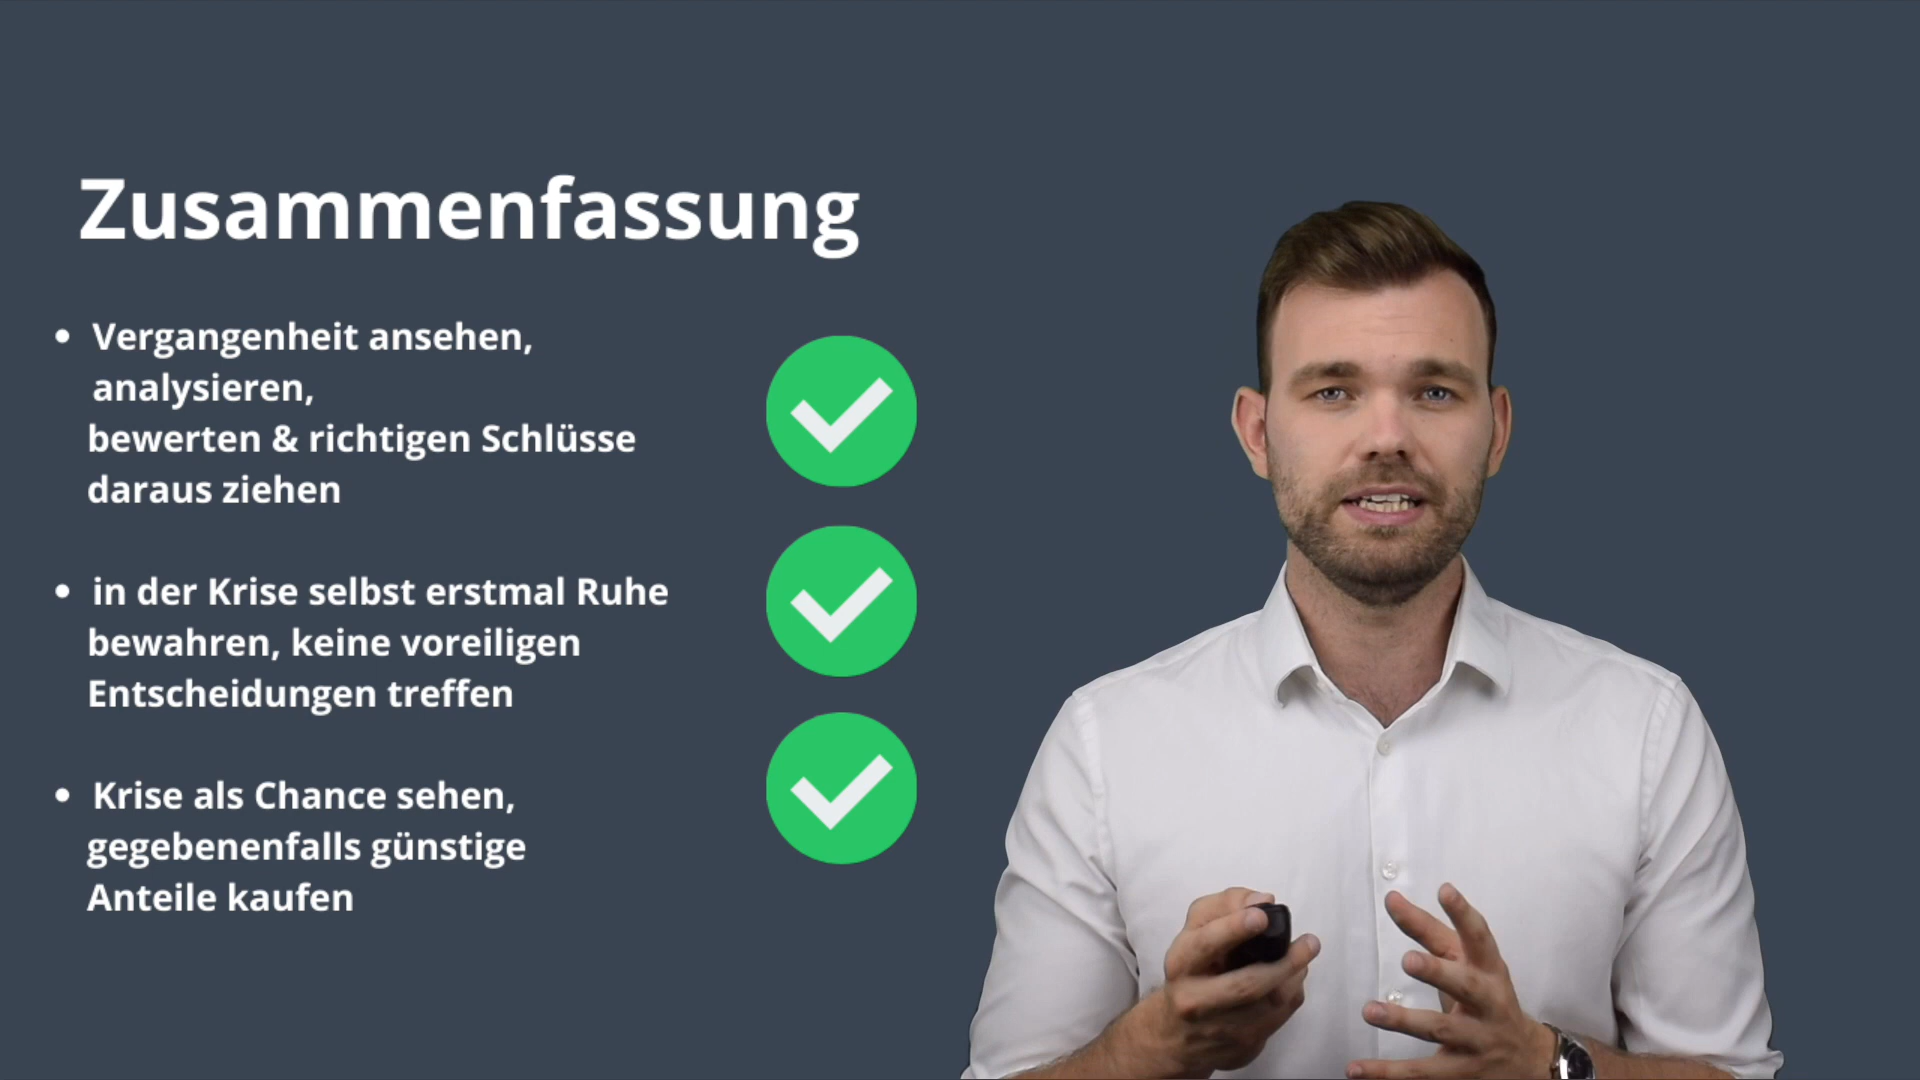 Zusammenfassung
• Vergangenheit ansehen,
analysieren,
bewerten & richtigen Schlüsse
daraus ziehen
• in der Krise selbst erstmal Ruhe
bewahren, keine voreiligen
Entscheidungen treffen
• Krise als Chance sehen,
gegebenenfalls günstige
Anteile kaufen